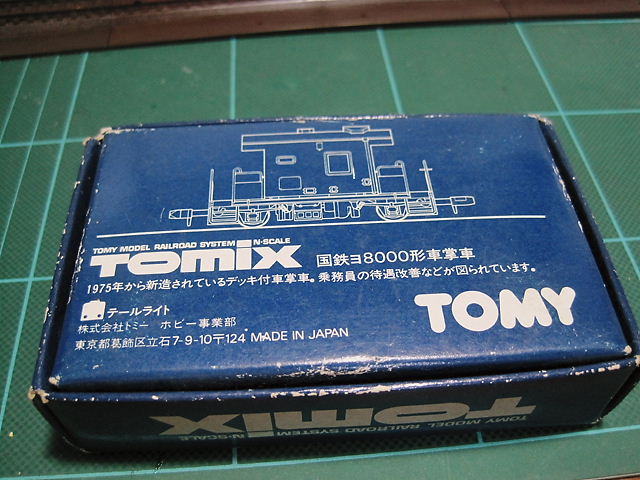 TOMY MODEL RAILROAD SYSTEM N-SCALE
TOMIX 国鉄ヨ8000形車掌車
1975年から新造されているデッキ付車掌車。乗務員の待遇改善などが図られています。
テールライト
TOMY
株式会社トミー ホビー事業部
東京都葛飾区立石7-9-10〒124 MADE IN JAPAN
TOMIX
TOMY MODEL RAILROAD SYSTEM N-SCALE